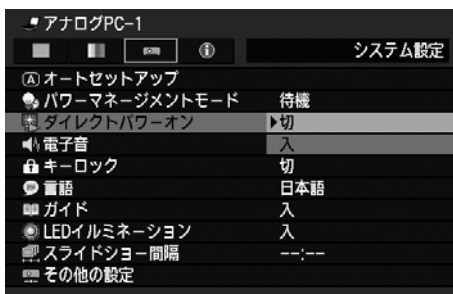 アナログPC-1
システム設定
Ⓐオートセットアップ
パワーマネージメントモード 待機
ダイレクトパワーオン ▶切
電子音 入
キーロック 切
言語 日本語
ガイド 入
LEDイルミネーション 入
スライドショー間隔 --:--
その他の設定